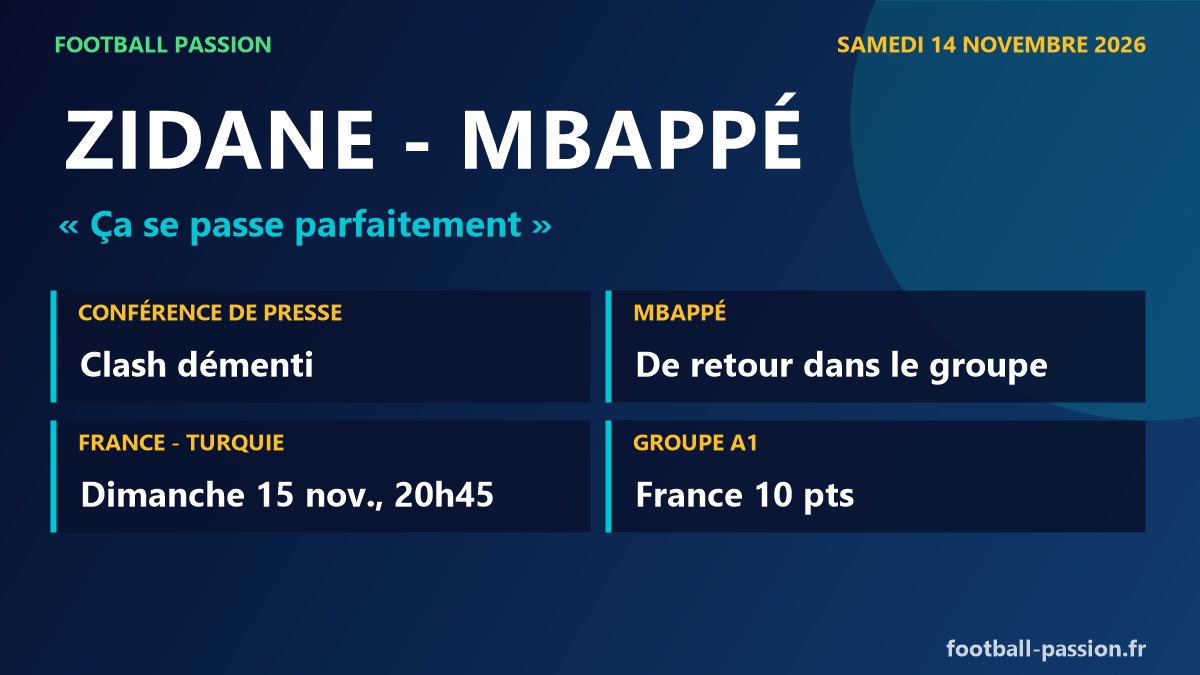 FOOTBALL PASSION
SAMEDI 14 NOVEMBRE 2026
ZIDANE - MBAPPÉ
« Ça se passe parfaitement »
CONFÉRENCE DE PRESSE
Clash démenti
MBAPPÉ
De retour dans le groupe
FRANCE - TURQUIE
Dimanche 15 nov., 20h45
GROUPE A1
France 10 pts
football-passion.fr